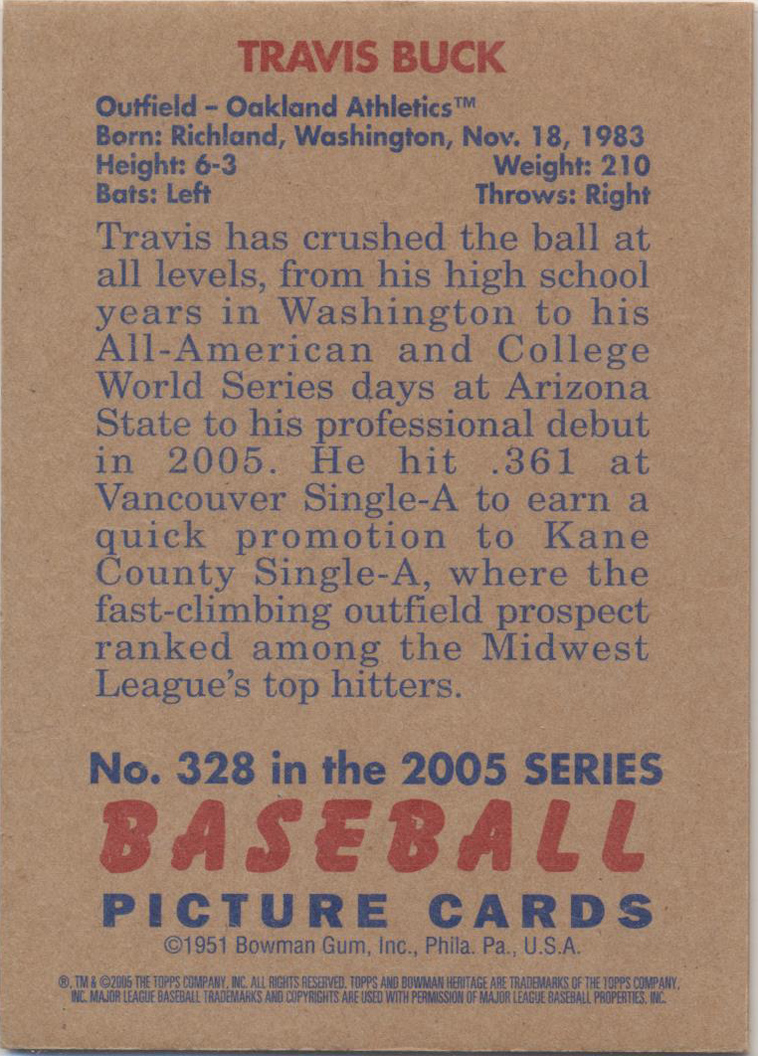 TRAVIS BUCK
Outfield – Oakland Athletics™
Born: Richland, Washington, Nov. 18, 1983
Height: 6-3 Weight: 210
Bats: Left Throws: Right
Travis has crushed the ball at
all levels, from his high school
years in Washington to his
All-American and College
World Series days at Arizona
State to his professional debut
in 2005. He hit .361 at
Vancouver Single-A to earn a
quick promotion to Kane
County Single-A, where the
fast-climbing outfield prospect
ranked among the Midwest
League's top hitters.
No. 328 in the 2005 SERIES
BASEBALL
PICTURE CARDS
©1951 Bowman Gum, Inc., Phila. Pa., U.S.A.
®, TM & ©2005 THE TOPPS COMPANY, INC. ALL RIGHTS RESERVED. TOPPS AND BOWMAN HERITAGE ARE TRADEMARKS OF THE TOPPS COMPANY,
INC. MAJOR LEAGUE BASEBALL TRADEMARKS AND COPYRIGHTS ARE USED WITH PERMISSION OF MAJOR LEAGUE BASEBALL PROPERTIES, INC.